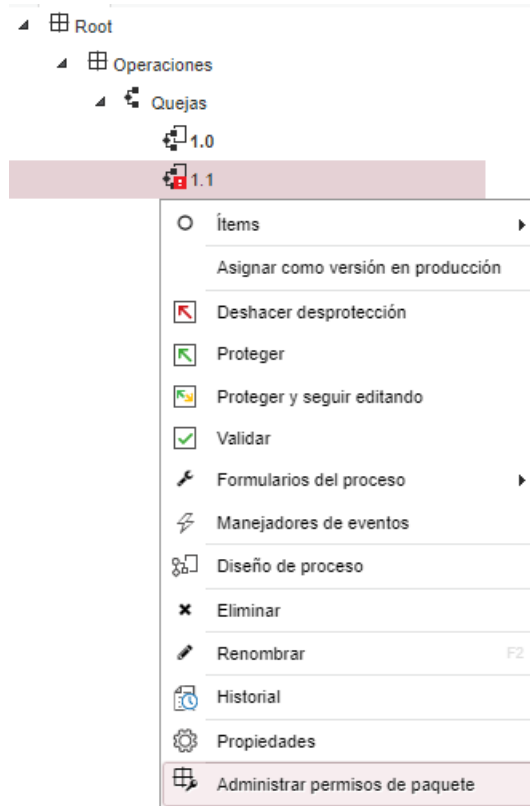 Root
Operaciones
Quejas
1.0
1.1
Ítems
Asignar como versión en producción
Deshacer desprotección
Proteger
Proteger y seguir editando
Validar
Formularios del proceso
Manejadores de eventos
Diseño de proceso
Eliminar
Renombrar F2
Historial
Propiedades
Administrar permisos de paquete